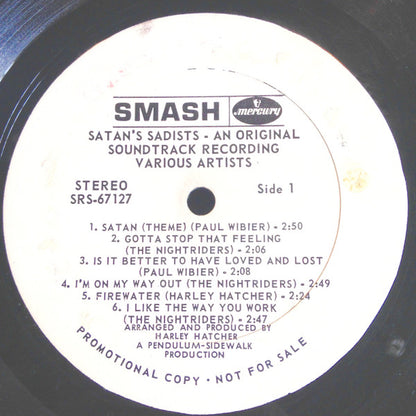 SMASH mercury
SATAN'S SADISTS - AN ORIGINAL
SOUNDTRACK RECORDING
VARIOUS ARTISTS
STEREO
SRS-67127
Side 1
1. SATAN (THEME) (PAUL WIBIER) - 2:50
2. GOTTA STOP THAT FEELING
(THE NIGHTRIDERS) - 2:06
3. IS IT BETTER TO HAVE LOVED AND LOST
(PAUL WIBIER) - 2:08
4. I'M ON MY WAY OUT (THE NIGHTRIDERS) - 2:49
5. FIREWATER (HARLEY HATCHER) - 2:24
6. I LIKE THE WAY YOU WORK
(THE NIGHTRIDERS) - 2:47
ARRANGED AND PRODUCED BY
HARLEY HATCHER
A PENDULUM-SIDEWALK
PRODUCTION
PROMOTIONAL COPY • NOT FOR SALE